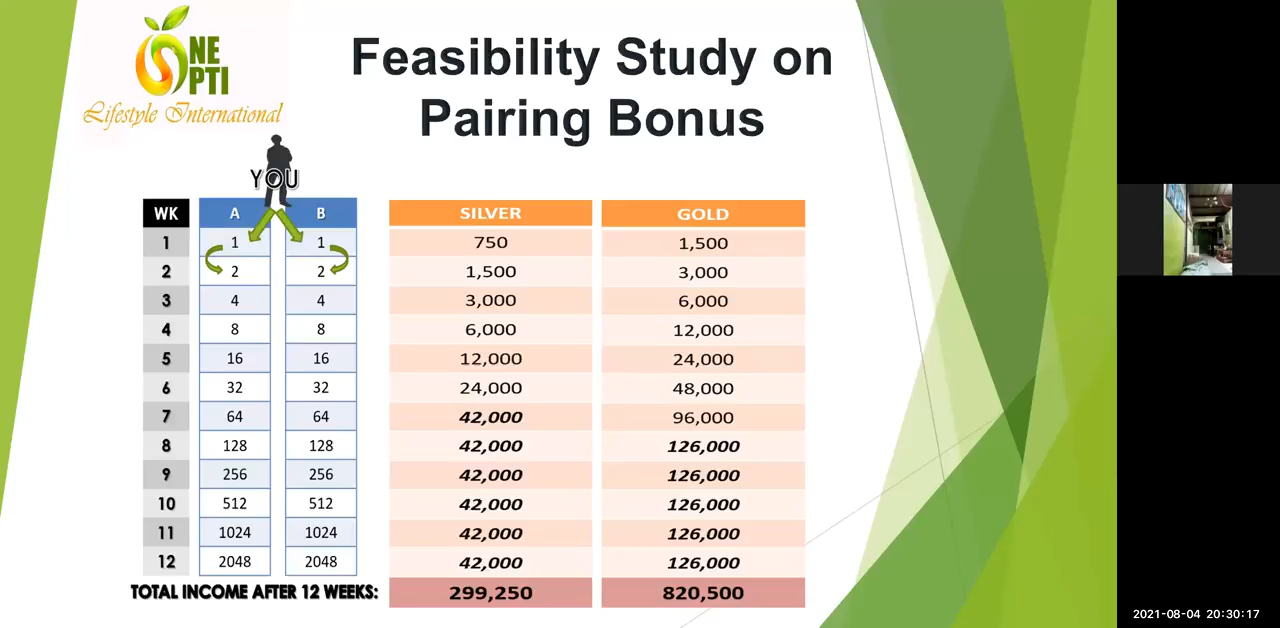 ONE
OPTI
Lifestyle International
Feasibility Study on
Pairing Bonus
YOU
WK A B SILVER GOLD
1 1 1 750 1,500
2 2 2 1,500 3,000
3 4 4 3,000 6,000
4 8 8 6,000 12,000
5 16 16 12,000 24,000
6 32 32 24,000 48,000
7 64 64 42,000 96,000
8 128 128 42,000 126,000
9 256 256 42,000 126,000
10 512 512 42,000 126,000
11 1024 1024 42,000 126,000
12 2048 2048 42,000 126,000
TOTAL INCOME AFTER 12 WEEKS: 299,250 820,500
2021-08-04 20:30:17